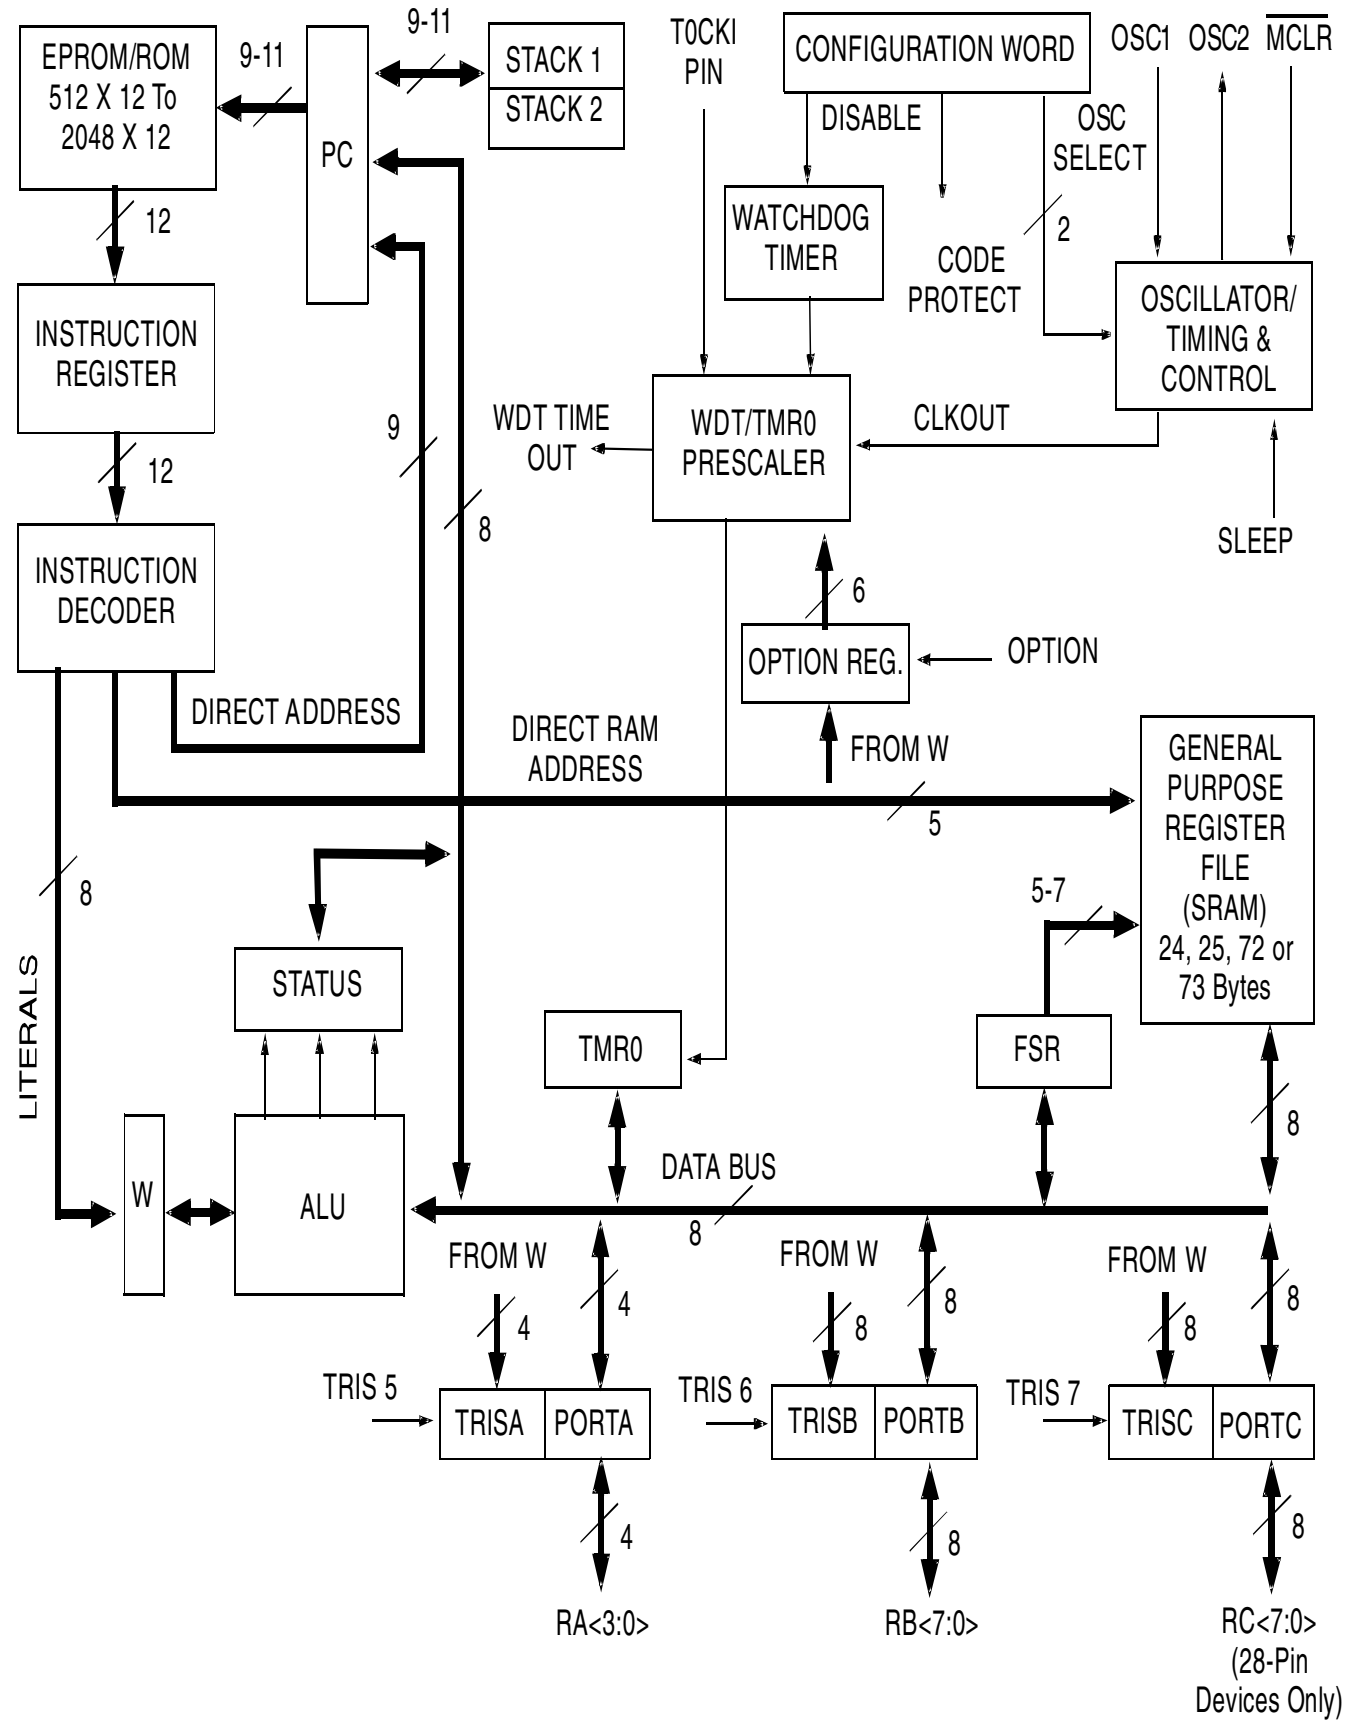 EPROM/ROM
512 X 12 To
2048 X 12
9-11
PC
9-11
STACK 1
STACK 2
T0CKI
PIN
CONFIGURATION WORD
OSC1
OSC2
MCLR
DISABLE
OSC
SELECT
2
WATCHDOG
TIMER
CODE
PROTECT
OSCILLATOR/
TIMING &
CONTROL
12
INSTRUCTION
REGISTER
12
9
8
WDT TIME
OUT
WDT/TMR0
PRESCALER
CLKOUT
SLEEP
INSTRUCTION
DECODER
6
OPTION REG.
OPTION
DIRECT ADDRESS
DIRECT RAM
ADDRESS
FROM W
5
GENERAL
PURPOSE
REGISTER
FILE
(SRAM)
24, 25, 72 or
73 Bytes
8
LITERALS
STATUS
5-7
TMR0
FSR
8
W
ALU
DATA BUS
8
FROM W
4
4
FROM W
8
8
FROM W
8
8
TRIS 5
TRISA
PORTA
TRIS 6
TRISB
PORTB
TRIS 7
TRISC
PORTC
4
8
8
RA<3:0>
RB<7:0>
RC<7:0>
(28-Pin
Devices Only)